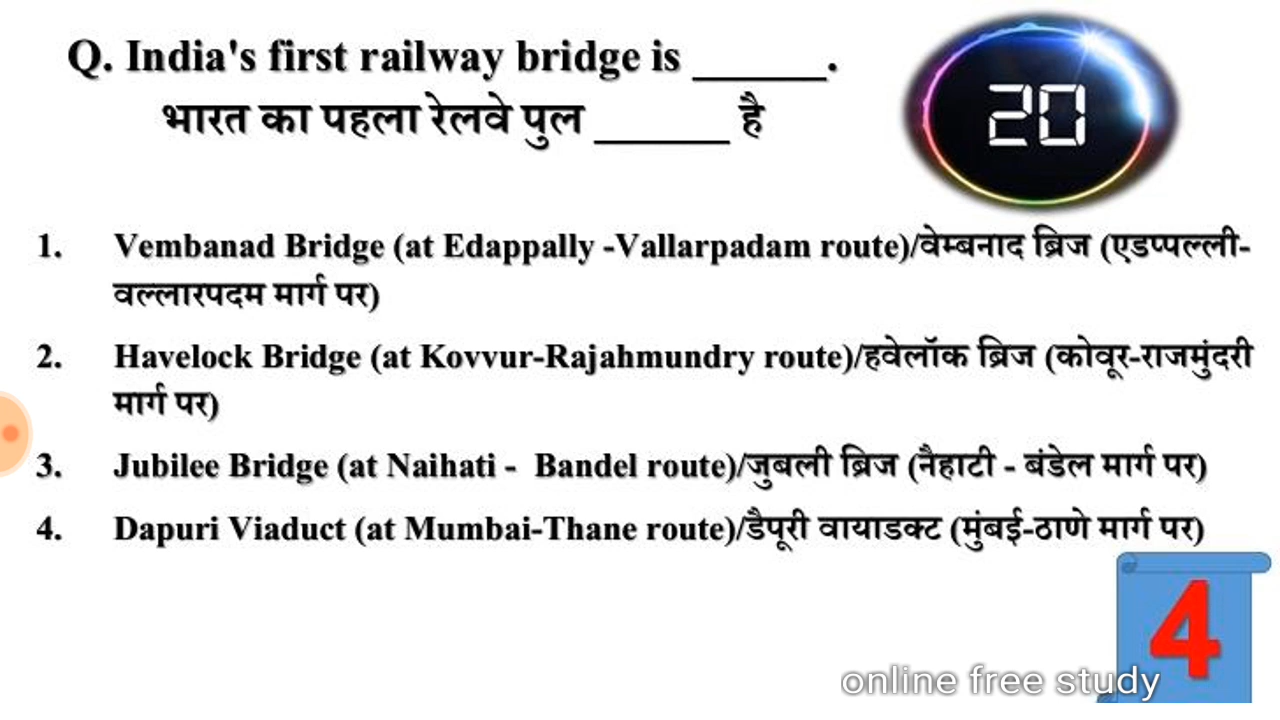 Q. India's first railway bridge is ______.
भारत का पहला रेलवे पुल ______ है
20
1. Vembanad Bridge (at Edappally -Vallarpadam route)/वेम्बनाद ब्रिज (एडप्पल्ली-
वल्लारपदम मार्ग पर)
2. Havelock Bridge (at Kovvur-Rajahmundry route)/हवेलॉक ब्रिज (कोवूर-राजमुंदरी
मार्ग पर)
3. Jubilee Bridge (at Naihati - Bandel route)/जुबली ब्रिज (नैहाटी - बंडेल मार्ग पर)
4. Dapuri Viaduct (at Mumbai-Thane route)/डैपूरी वायाडक्ट (मुंबई-ठाणे मार्ग पर)
4
online free study